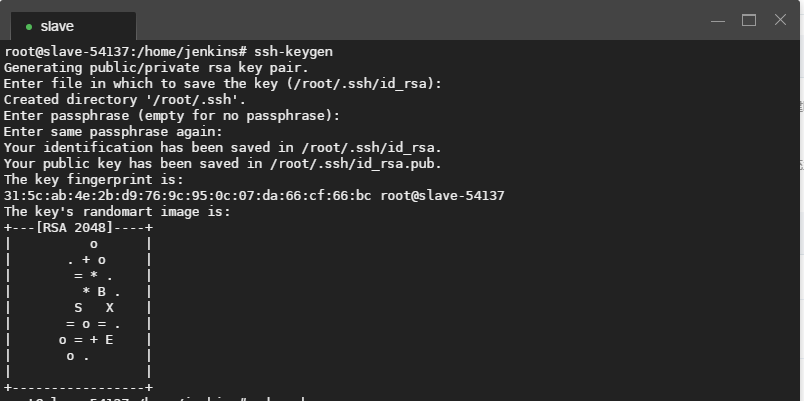 slave
root@slave-54137:/home/jenkins# ssh-keygen
Generating public/private rsa key pair.
Enter file in which to save the key (/root/.ssh/id_rsa):
Created directory '/root/.ssh'.
Enter passphrase (empty for no passphrase):
Enter same passphrase again:
Your identification has been saved in /root/.ssh/id_rsa.
Your public key has been saved in /root/.ssh/id_rsa.pub.
The key fingerprint is:
31:5c:ab:4e:2b:d9:76:9c:95:0c:07:da:66:cf:66:bc root@slave-54137
The key's randomart image is:
+---[RSA 2048]----+
|          o      |
|       . + o     |
|        = * .    |
|         * B .   |
|        S   X    |
|       = o = .   |
|      o = + E    |
|       o .       |
|                 |
+-----------------+